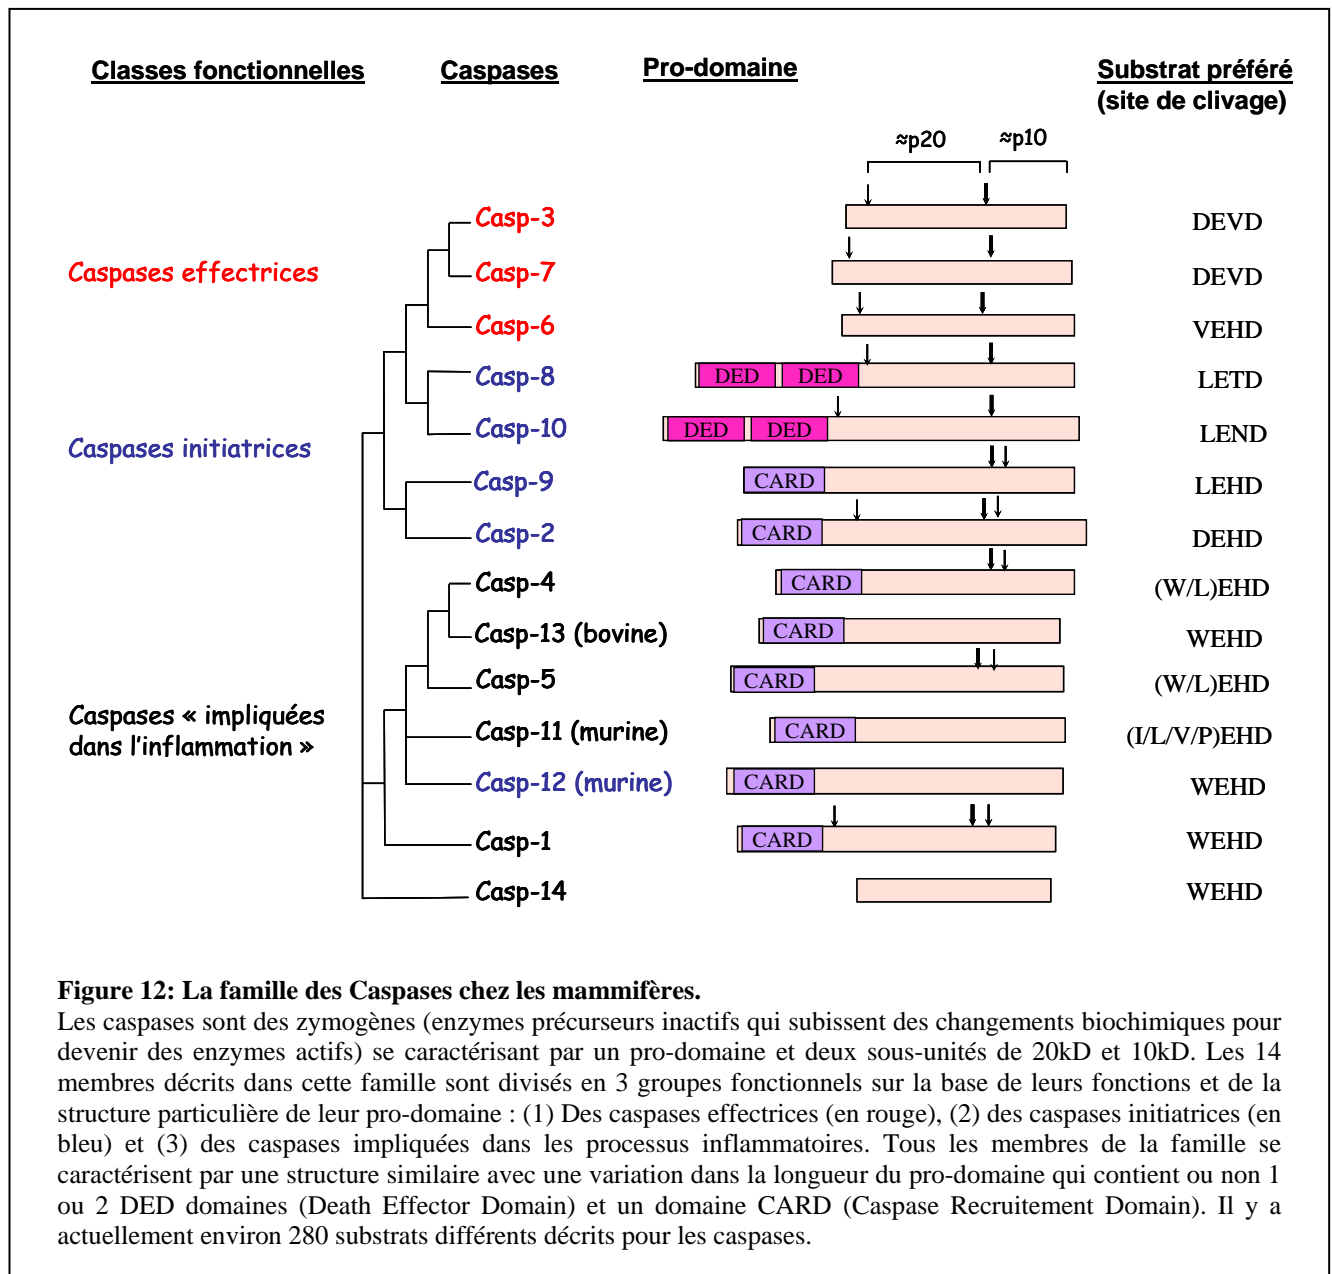 Classes fonctionnelles Caspases Pro-domaine Substrat préféré
(site de clivage)
≈p20 ≈p10
Casp-3 DEVD
Caspases effectrices Casp-7 DEVD
Casp-6 VEHD
Casp-8 DED DED LETD
Casp-10 DED DED LEND
Caspases initiatrices
Casp-9 CARD LEHD
Casp-2 CARD DEHD
Casp-4 CARD (W/L)EHD
Casp-13 (bovine) CARD WEHD
Casp-5 CARD (W/L)EHD
Caspases « impliquées
dans l'inflammation »
Casp-11 (murine) CARD (I/L/V/P)EHD
Casp-12 (murine) CARD WEHD
Casp-1 CARD WEHD
Casp-14 WEHD
Figure 12: La famille des Caspases chez les mammifères.
Les caspases sont des zymogènes (enzymes précurseurs inactifs qui subissent des changements biochimiques pour
devenir des enzymes actifs) se caractérisant par un pro-domaine et deux sous-unités de 20kD et 10kD. Les 14
membres décrits dans cette famille sont divisés en 3 groupes fonctionnels sur la base de leurs fonctions et de la
structure particulière de leur pro-domaine : (1) Des caspases effectrices (en rouge), (2) des caspases initiatrices (en
bleu) et (3) des caspases impliquées dans les processus inflammatoires. Tous les membres de la famille se
caractérisent par une structure similaire avec une variation dans la longueur du pro-domaine qui contient ou non 1
ou 2 DED domaines (Death Effector Domain) et un domaine CARD (Caspase Recruitment Domain). Il y a
actuellement environ 280 substrats différents décrits pour les caspases.